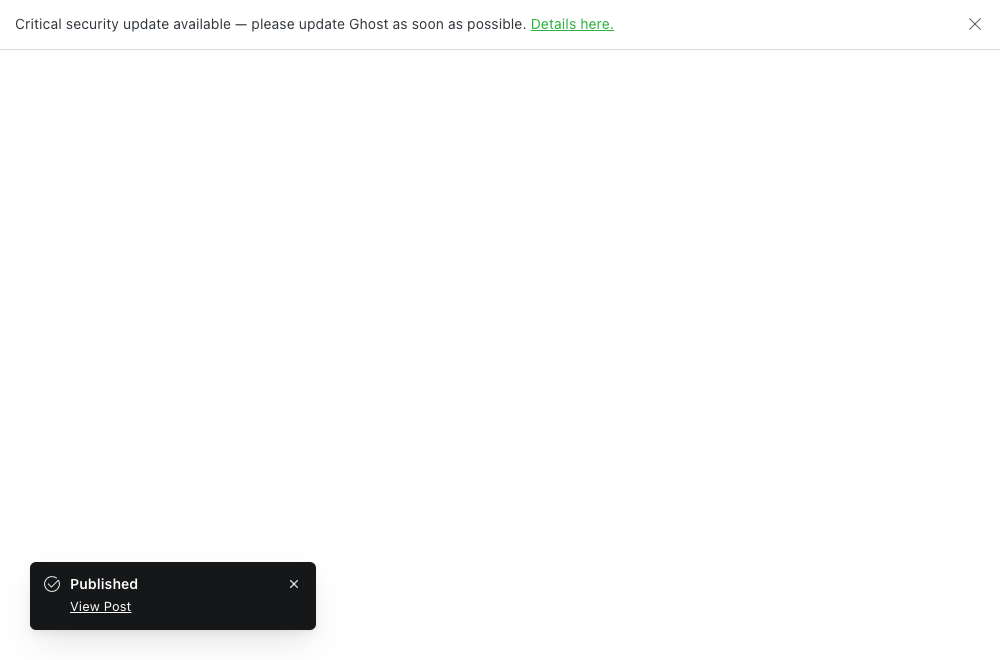 Critical security update available — please update Ghost as soon as possible. Details here.
Published
View Post